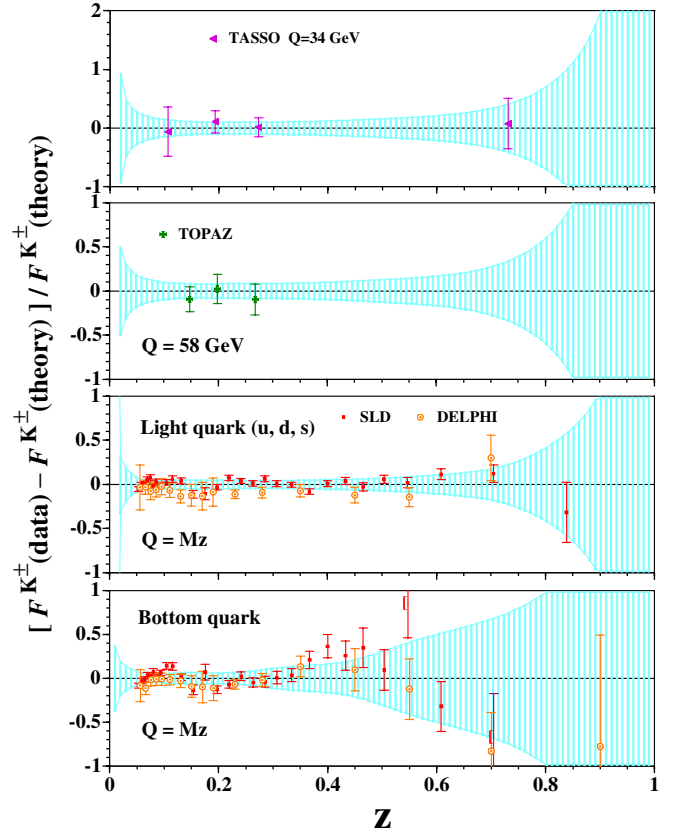 [ F^K±(data) − F^K±(theory) ] / F^K±(theory)
2
1
0
-1
TASSO Q=34 GeV
1
0.5
0
-0.5
-1
TOPAZ
Q = 58 GeV
1
0.5
0
-0.5
-1
Light quark (u, d, s)
SLD
DELPHI
Q = Mz
1
0.5
0
-0.5
-1
Bottom quark
Q = Mz
0 0.2 0.4 0.6 0.8 1
z